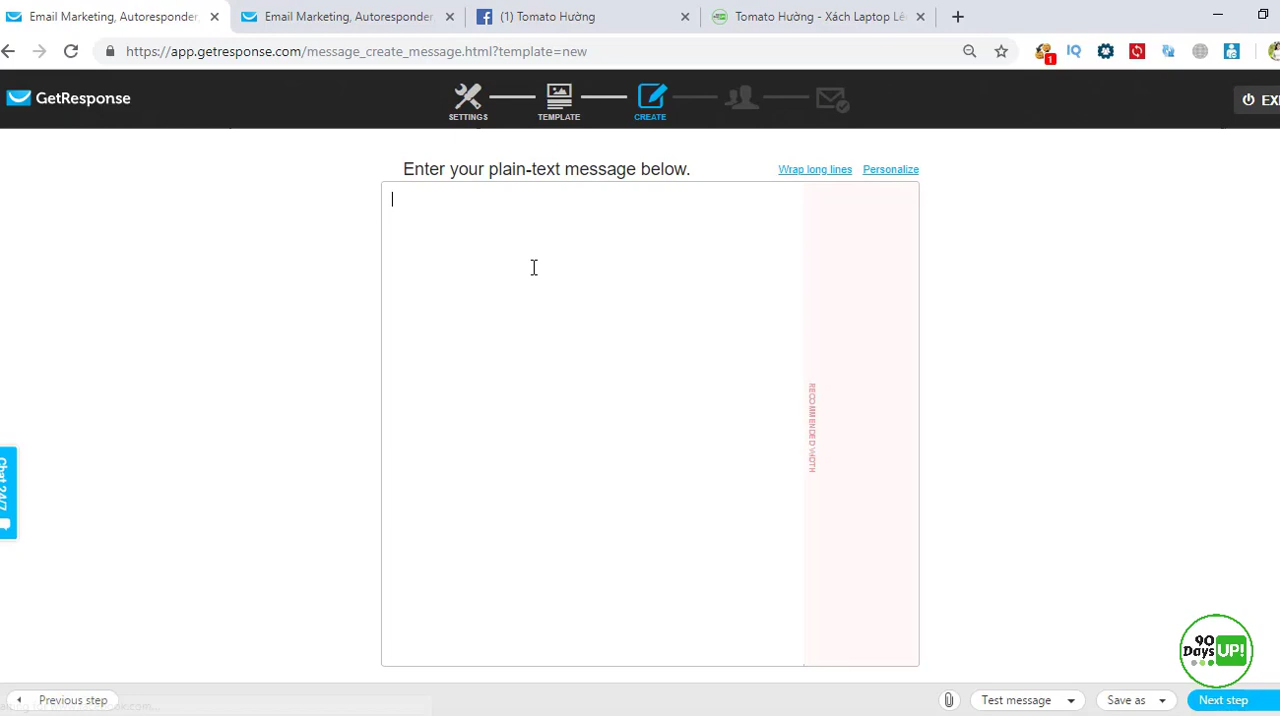 Email Marketing, Autoresponder
Email Marketing, Autoresponder,
(1) Tomato Hường
Tomato Hường - Xách Laptop Lê
https://app.getresponse.com/message_create_message.html?template=new
1
GetResponse
SETTINGS
TEMPLATE
CREATE
EXI
Enter your plain-text message below.
Wrap long lines
Personalize
RECOMMENDED WIDTH
Chat 24/7
90
Days UP!
Previous step
Test message
Save as
Next step